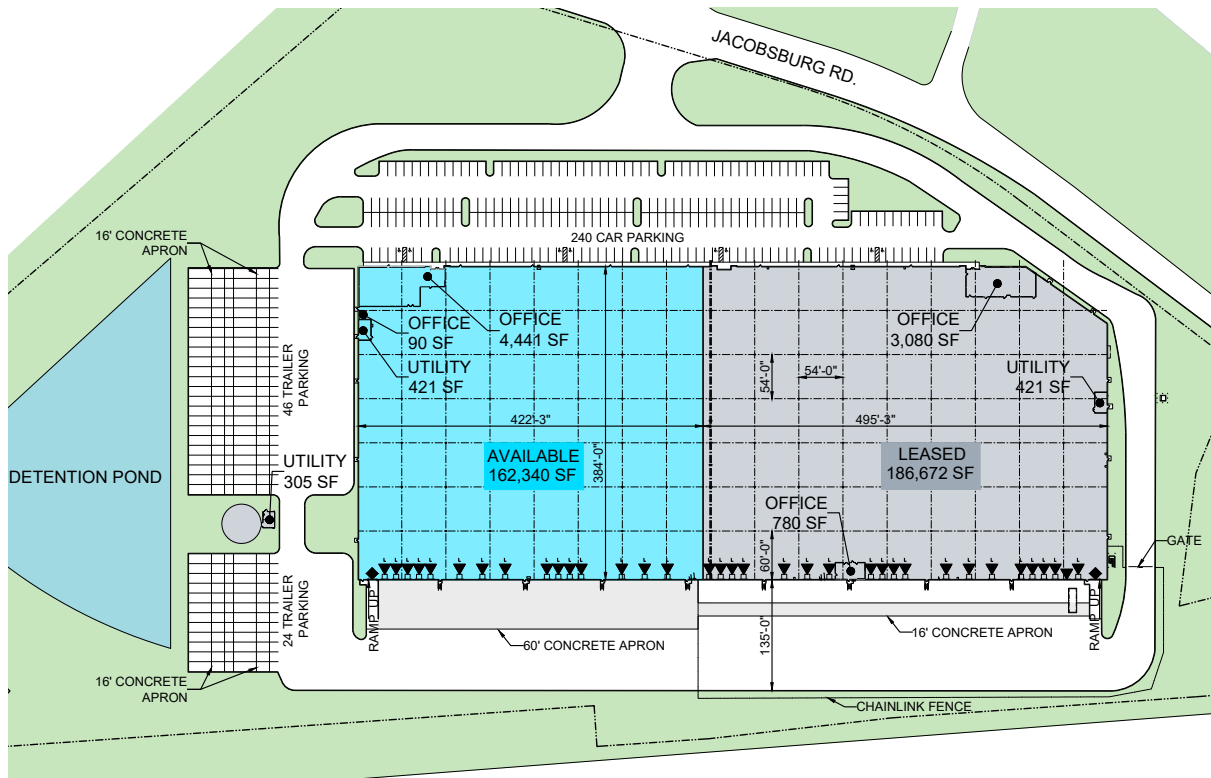 JACOBSBURG RD.
16' CONCRETE
APRON
240 CAR PARKING
OFFICE
90 SF
OFFICE
4,441 SF
OFFICE
3,080 SF
UTILITY
421 SF
UTILITY
421 SF
46 TRAILER
PARKING
54'-0"
54'-0"
422'-3"
495'-3"
384'-0"
AVAILABLE
162,340 SF
LEASED
186,672 SF
DETENTION POND
UTILITY
305 SF
OFFICE
780 SF
60'-0"
GATE
24 TRAILER
PARKING
RAMP UP
RAMP UP
60' CONCRETE APRON
16' CONCRETE APRON
135'-0"
16' CONCRETE
APRON
CHAINLINK FENCE